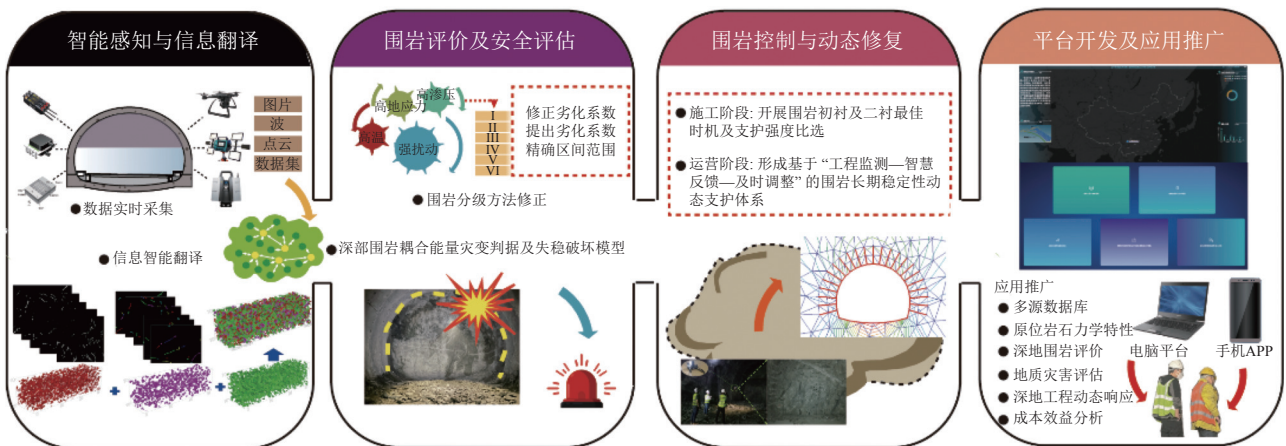 智能感知与信息翻译
图片
波
点云
数据集
●数据实时采集
●信息智能翻译
围岩评价及安全评估
高渗压
高地应力
高温
强扰动
I
II
III
IV
V
VI
修正劣化系数
提出劣化系数
精确区间范围
●围岩分级方法修正
●深部围岩耦合能量灾变判据及失稳破坏模型
围岩控制与动态修复
●施工阶段: 开展围岩初衬及二衬最佳
时机及支护强度比选
●运营阶段: 形成基于 “工程监测—智慧
反馈—及时调整” 的围岩长期稳定性动
态支护体系
平台开发及应用推广
应用推广
●多源数据库
●原位岩石力学特性
●深地围岩评价
●地质灾害评估
●深地工程动态响应
●成本效益分析
电脑平台
手机APP